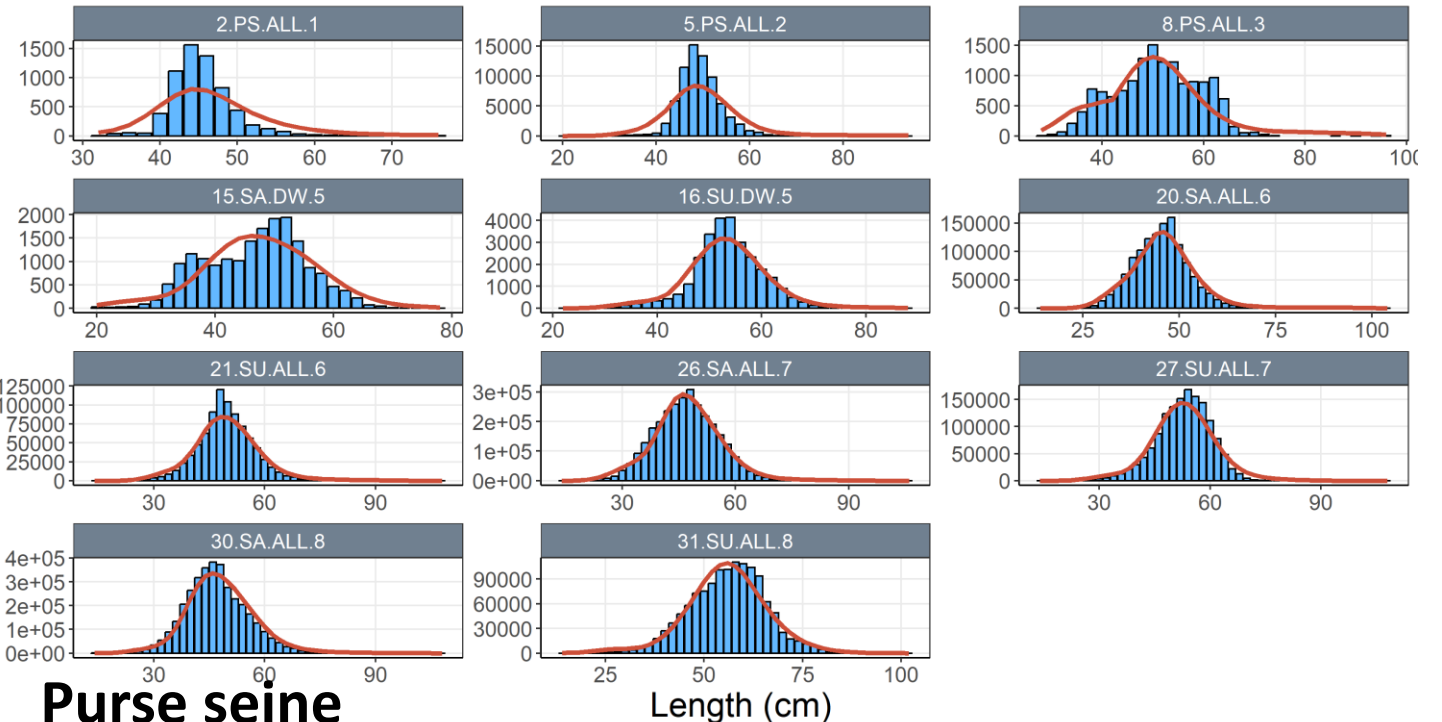 2.PS.ALL.1 5.PS.ALL.2 8.PS.ALL.3
1500 15000 1500
1000 10000 1000
500 5000 500
0 0 0
30 40 50 60 70 20 40 60 80 40 60 80 100
15.SA.DW.5 16.SU.DW.5 20.SA.ALL.6
2000 4000 150000
1500 3000 100000
1000 2000 50000
500 1000 0
0 0
20 40 60 80 20 40 60 80 25 50 75 100
21.SU.ALL.6 26.SA.ALL.7 27.SU.ALL.7
125000 3e+05 150000
100000 2e+05 100000
75000 1e+05 50000
50000 0e+00 0
25000
0
30 60 90 30 60 90 30 60 90
30.SA.ALL.8 31.SU.ALL.8
4e+05 90000
3e+05 60000
2e+05 30000
1e+05 0
0e+00
30 60 90 25 50 75 100
Purse seine Length (cm)